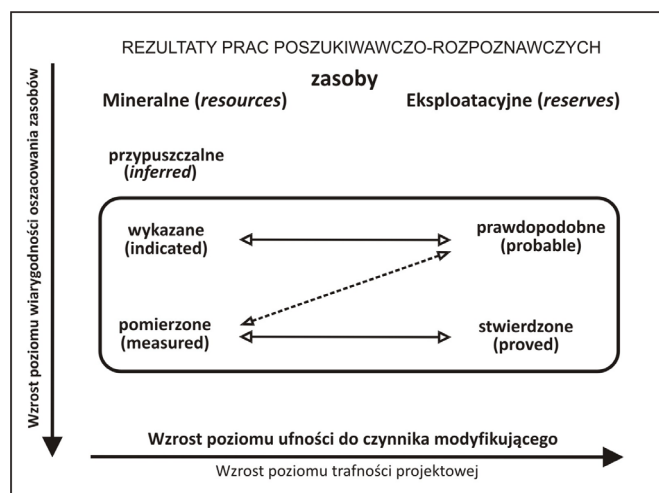 REZULTATY PRAC POSZUKIWAWCZO-ROZPOZNAWCZYCH
zasoby
Mineralne (resources)
Eksploatacyjne (reserves)
przypuszczalne
(inferred)
wykazane
(indicated)
prawdopodobne
(probable)
pomierzone
(measured)
stwierdzone
(proved)
Wzrost poziomu wiarygodności oszacowania zasobów
Wzrost poziomu ufności do czynnika modyfikującego
Wzrost poziomu trafności projektowej